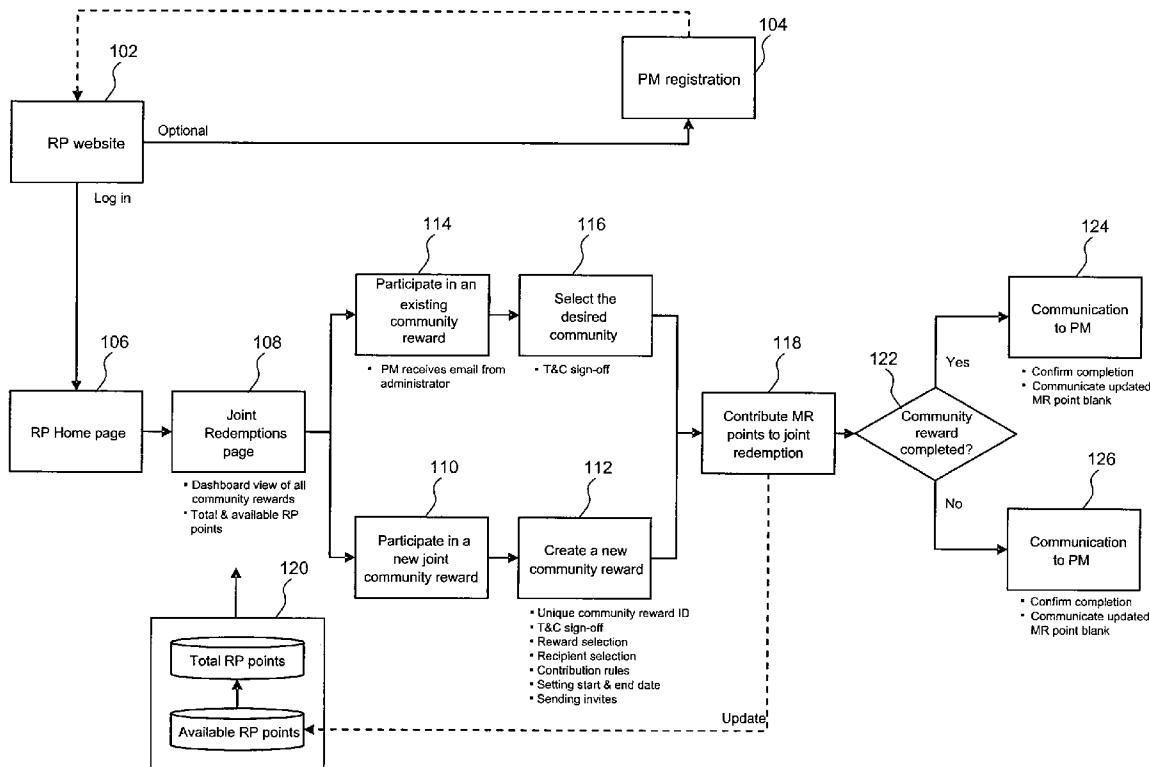 104
PM registration
102
RP website
Optional
Log in
114
Participate in an
existing
community
reward
▪ PM receives email from
administrator
116
Select the
desired
community
▪ T&C sign-off
124
Communication
to PM
▪ Confirm completion
▪ Communicate updated
MR point blank
106
RP Home page
108
Joint
Redemptions
page
▪ Dashboard view of all
community rewards
▪ Total & available RP
points
118
Contribute MR
points to joint
redemption
122
Community
reward
completed?
Yes
No
110
Participate in a
new joint
community reward
112
Create a new
community reward
▪ Unique community reward ID
▪ T&C sign-off
▪ Reward selection
▪ Recipient selection
▪ Contribution rules
▪ Setting start & end date
▪ Sending invites
126
Communication
to PM
▪ Confirm completion
▪ Communicate updated
MR point blank
120
Total RP points
Available RP points
Update